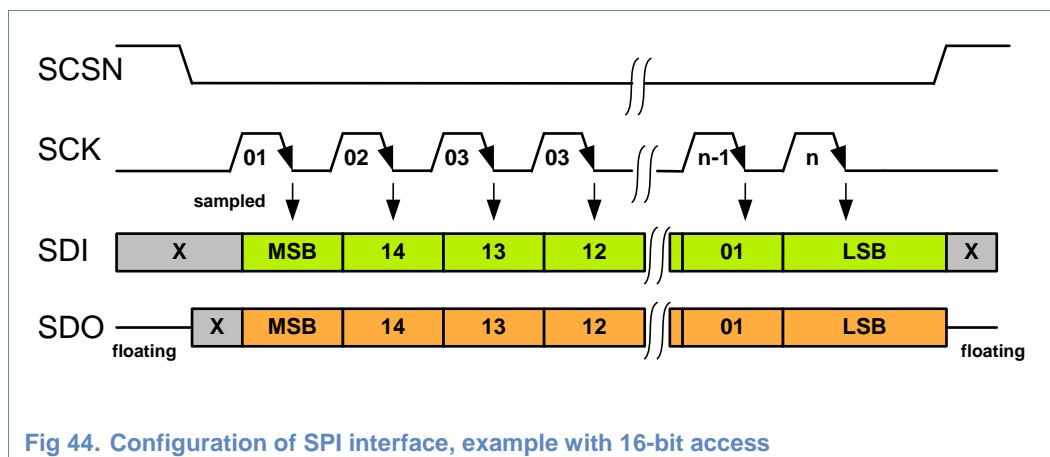 SCSN
SCK
01 02 03 03 n-1 n
sampled
SDI X MSB 14 13 12 01 LSB X
SDO X MSB 14 13 12 01 LSB
floating floating
Fig 44. Configuration of SPI interface, example with 16-bit access